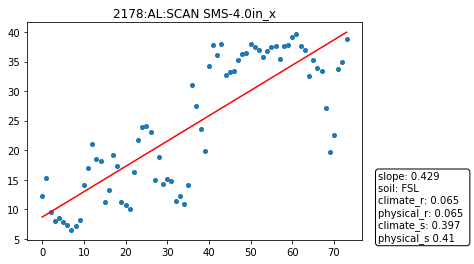 2178:AL:SCAN SMS-4.0in_x
40
35
30
25
20
15
10
5
0 10 20 30 40 50 60 70
slope: 0.429
soil: FSL
climate_r: 0.065
physical_r: 0.065
climate_s: 0.397
physical_s 0.41